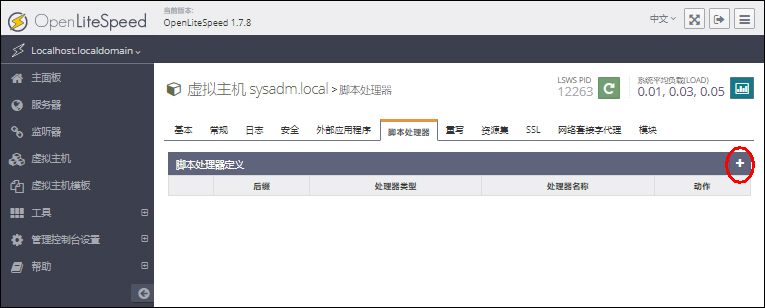 OpenLiteSpeed
当前版本:
OpenLiteSpeed 1.7.8
中文
Localhost.localdomain
主面板
服务器
监听器
虚拟主机
虚拟主机模板
工具
管理控制台设置
帮助
虚拟主机 sysadm.local > 脚本处理器
LSWS PID
12263
系统平均负载(LOAD)
0.01, 0.03, 0.05
基本 常规 日志 安全 外部应用程序 脚本处理器 重写 资源集 SSL 网络套接字代理 模块
脚本处理器定义
后缀 处理器类型 处理器名称 动作